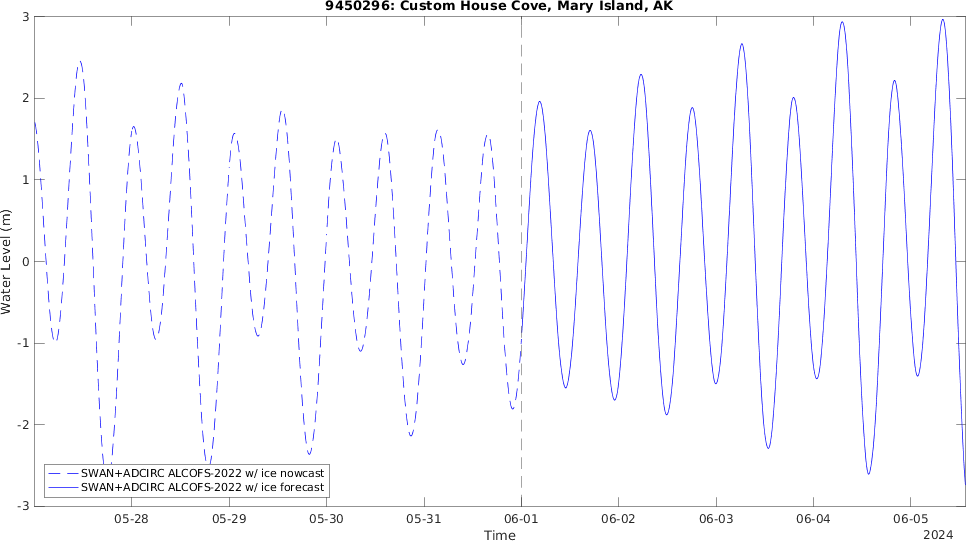 9450296: Custom House Cove, Mary Island, AK
3
2
1
0
-1
-2
-3
Water Level (m)
SWAN+ADCIRC ALCOFS-2022 w/ ice nowcast
SWAN+ADCIRC ALCOFS-2022 w/ ice forecast
05-28 05-29 05-30 05-31 06-01 06-02 06-03 06-04 06-05
Time
2024